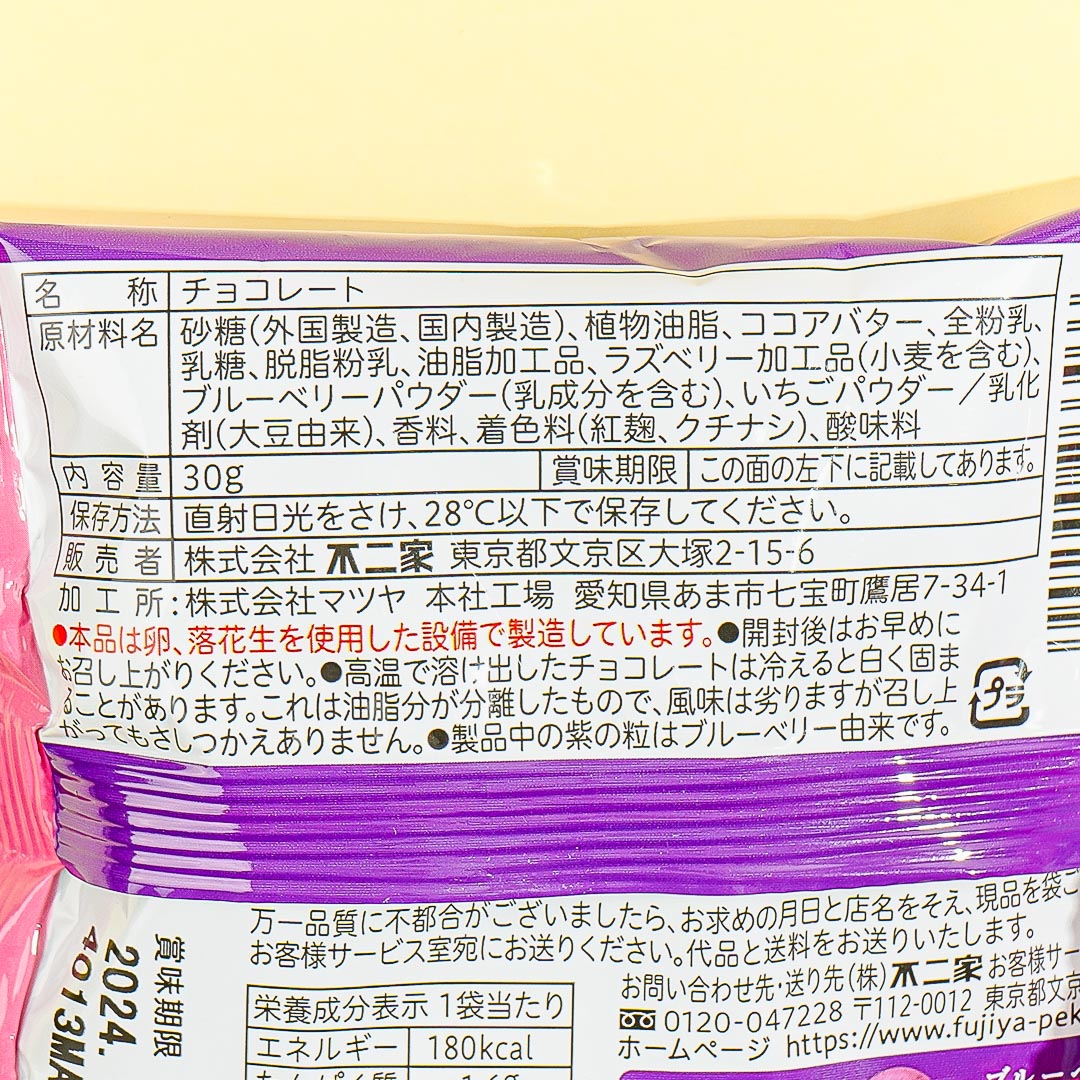 名称 チョコレート
原材料名 砂糖(外国製造、国内製造)、植物油脂、ココアバター、全粉乳、
乳糖、脱脂粉乳、油脂加工品、ラズベリー加工品(小麦を含む)、
ブルーベリーパウダー(乳成分を含む)、いちごパウダー/乳化
剤(大豆由来)、香料、着色料(紅麹、クチナシ)、酸味料
内容量 30g 賞味期限 この面の左下に記載してあります。
保存方法 直射日光をさけ、28℃以下で保存してください。
販売者 株式会社 不二家 東京都文京区大塚2-15-6
加工所:株式会社マツヤ 本社工場 愛知県あま市七宝町鷹居7-34-1
●本品は卵、落花生を使用した設備で製造しています。●開封後はお早めに
お召し上がりください。●高温で溶け出したチョコレートは冷えると白く固ま
ることがあります。これは油脂分が分離したもので、風味は劣りますが召し上
がってもさしつかえありません。●製品中の紫の粒はブルーベリー由来です。
プラ
万一品質に不都合がございましたら、お求めの月日と店名をそえ、現品を袋ご
お客様サービス室宛にお送りください。代品と送料をお送りいたします。
賞味期限
2024.
栄養成分表示 1袋当たり
エネルギー 180kcal
たんぱく質
お問い合わせ先・送り先(株)不二家お客様サー
0120-047228 〒112-0012 東京都文京
ホームページ https://www.fujiya-pek